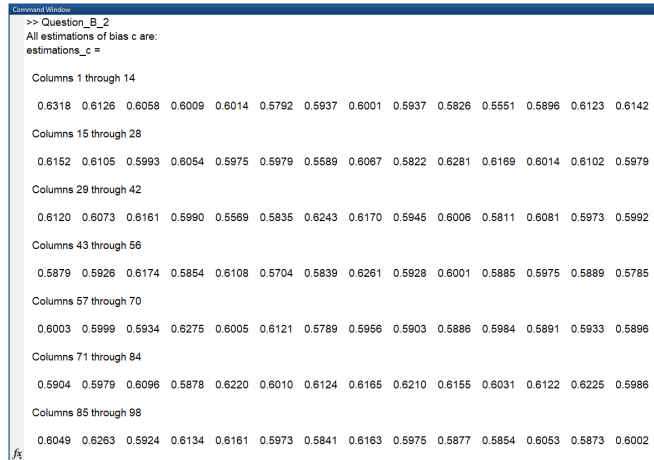 Command Window
>> Question_B_2
All estimations of bias c are:
estimations_c =
Columns 1 through 14
0.6318 0.6126 0.6058 0.6009 0.6014 0.5792 0.5937 0.6001 0.5937 0.5826 0.5551 0.5896 0.6123 0.6142
Columns 15 through 28
0.6152 0.6105 0.5993 0.6054 0.5975 0.5979 0.5589 0.6067 0.5822 0.6281 0.6169 0.6014 0.6102 0.5979
Columns 29 through 42
0.6120 0.6073 0.6161 0.5990 0.5569 0.5835 0.6243 0.6170 0.5945 0.6006 0.5811 0.6081 0.5973 0.5992
Columns 43 through 56
0.5879 0.5926 0.6174 0.5854 0.6108 0.5704 0.5839 0.6261 0.5928 0.6001 0.5885 0.5975 0.5889 0.5785
Columns 57 through 70
0.6003 0.5999 0.5934 0.6275 0.6005 0.6121 0.5789 0.5956 0.5903 0.5886 0.5984 0.5891 0.5933 0.5896
Columns 71 through 84
0.5904 0.5979 0.6096 0.5878 0.6220 0.6010 0.6124 0.6165 0.6210 0.6155 0.6031 0.6122 0.6225 0.5986
Columns 85 through 98
0.6049 0.6263 0.5924 0.6134 0.6161 0.5973 0.5841 0.6163 0.5975 0.5877 0.5854 0.6053 0.5873 0.6002
fx